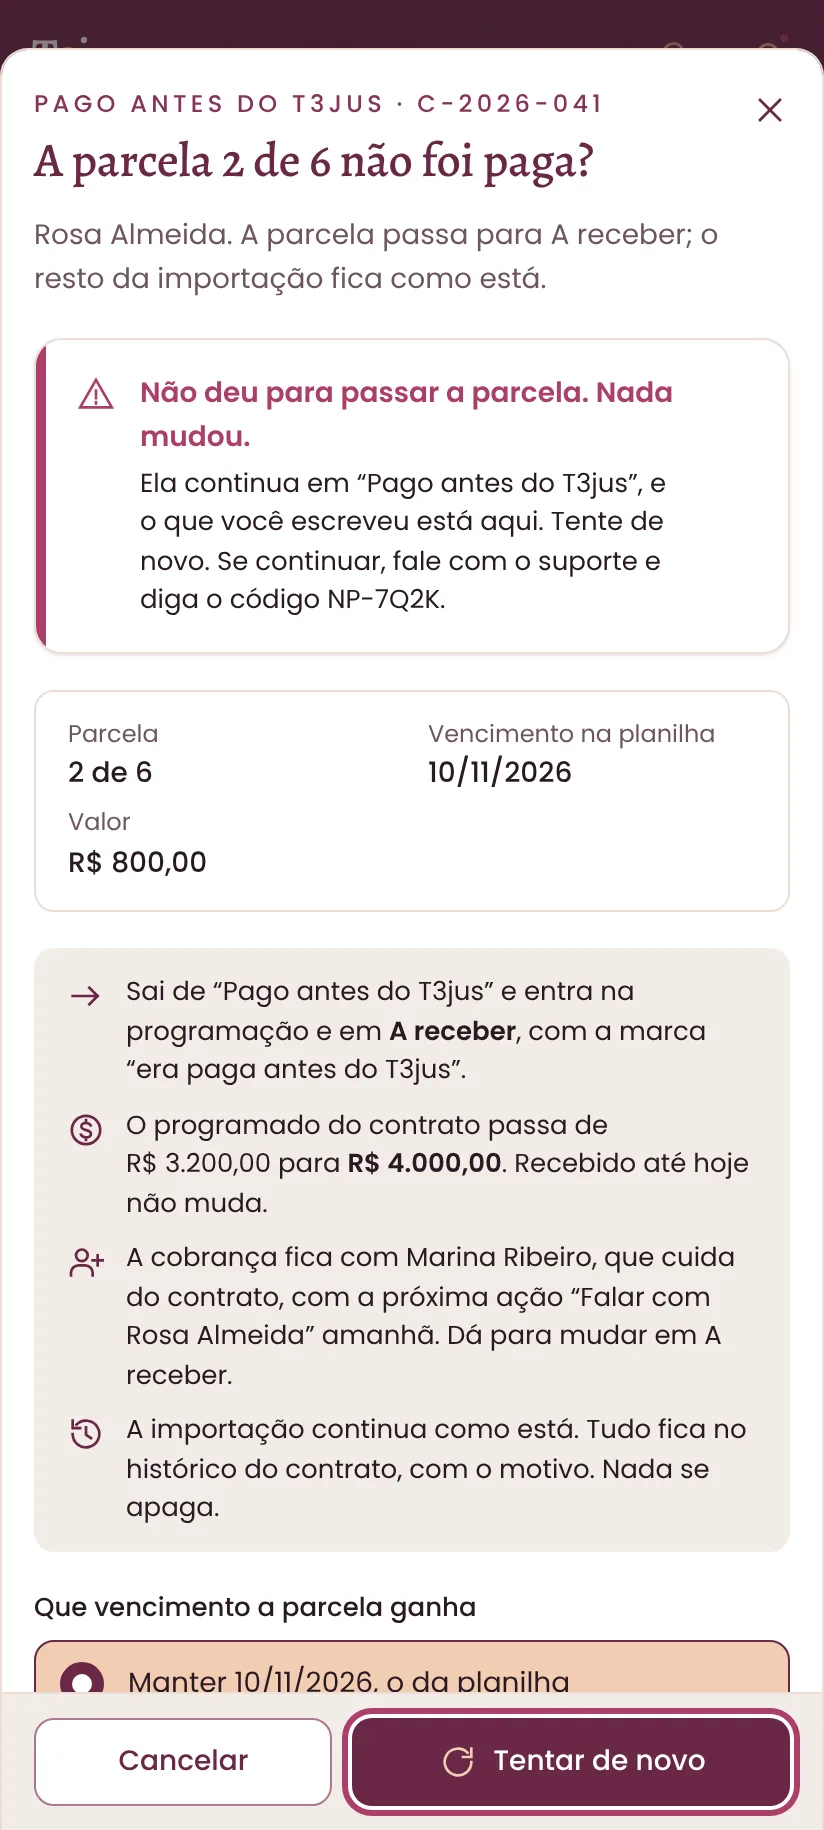 PAGO ANTES DO T3JUS · C-2026-041
A parcela 2 de 6 não foi paga?
Rosa Almeida. A parcela passa para A receber; o
resto da importação fica como está.
Não deu para passar a parcela. Nada
mudou.
Ela continua em “Pago antes do T3jus”, e
o que você escreveu está aqui. Tente de
novo. Se continuar, fale com o suporte e
diga o código NP-7Q2K.
Parcela
2 de 6
Vencimento na planilha
10/11/2026
Valor
R$ 800,00
Sai de “Pago antes do T3jus” e entra na
programação e em A receber, com a marca
“era paga antes do T3jus”.
O programado do contrato passa de
R$ 3.200,00 para R$ 4.000,00. Recebido até hoje
não muda.
A cobrança fica com Marina Ribeiro, que cuida
do contrato, com a próxima ação “Falar com
Rosa Almeida” amanhã. Dá para mudar em A
receber.
A importação continua como está. Tudo fica no
histórico do contrato, com o motivo. Nada se
apaga.
Que vencimento a parcela ganha
Manter 10/11/2026, o da planilha
Cancelar
Tentar de novo